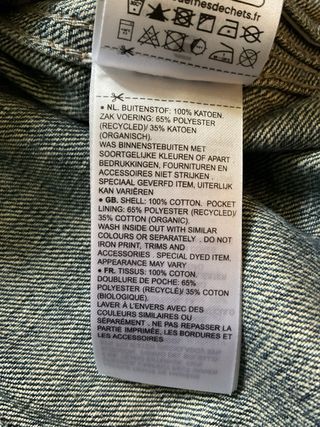 demesdechets.fr
• NL. BUITENSTOF: 100% KATOEN.
ZAK VOERING: 65% POLYESTER
(RECYCLED)/ 35% KATOEN
(ORGANISCH).
WAS BINNENSTEBUITEN MET
SOORTGELIJKE KLEUREN OF APART .
BEDRUKKINGEN, FOURNITUREN EN
ACCESSOIRES NIET STRIJKEN .
SPECIAAL GEVERFD ITEM, UITERLIJK
KAN VARIËREN
• GB. SHELL: 100% COTTON. POCKET
LINING: 65% POLYESTER (RECYCLED)/
35% COTTON (ORGANIC).
WASH INSIDE OUT WITH SIMILAR
COLOURS OR SEPARATELY . DO NOT
IRON PRINT, TRIMS AND
ACCESSORIES SPECIAL DYED ITEM.
APPEARANCE MAY VARY
• FR. TISSUS: 100% COTON.
DOUBLURE DE POCHE: 65%
POLYESTER (RECYCLÉ)/ 35% COTON
(BIOLOGIQUE).
LAVER À L'ENVERS AVEC DES
COULEURS SIMILAIRES OU
SÉPARÉMENT . NE PAS REPASSER LA
PARTIE IMPRIMÉE, LES BORDURES ET
LES ACCESSOIRES